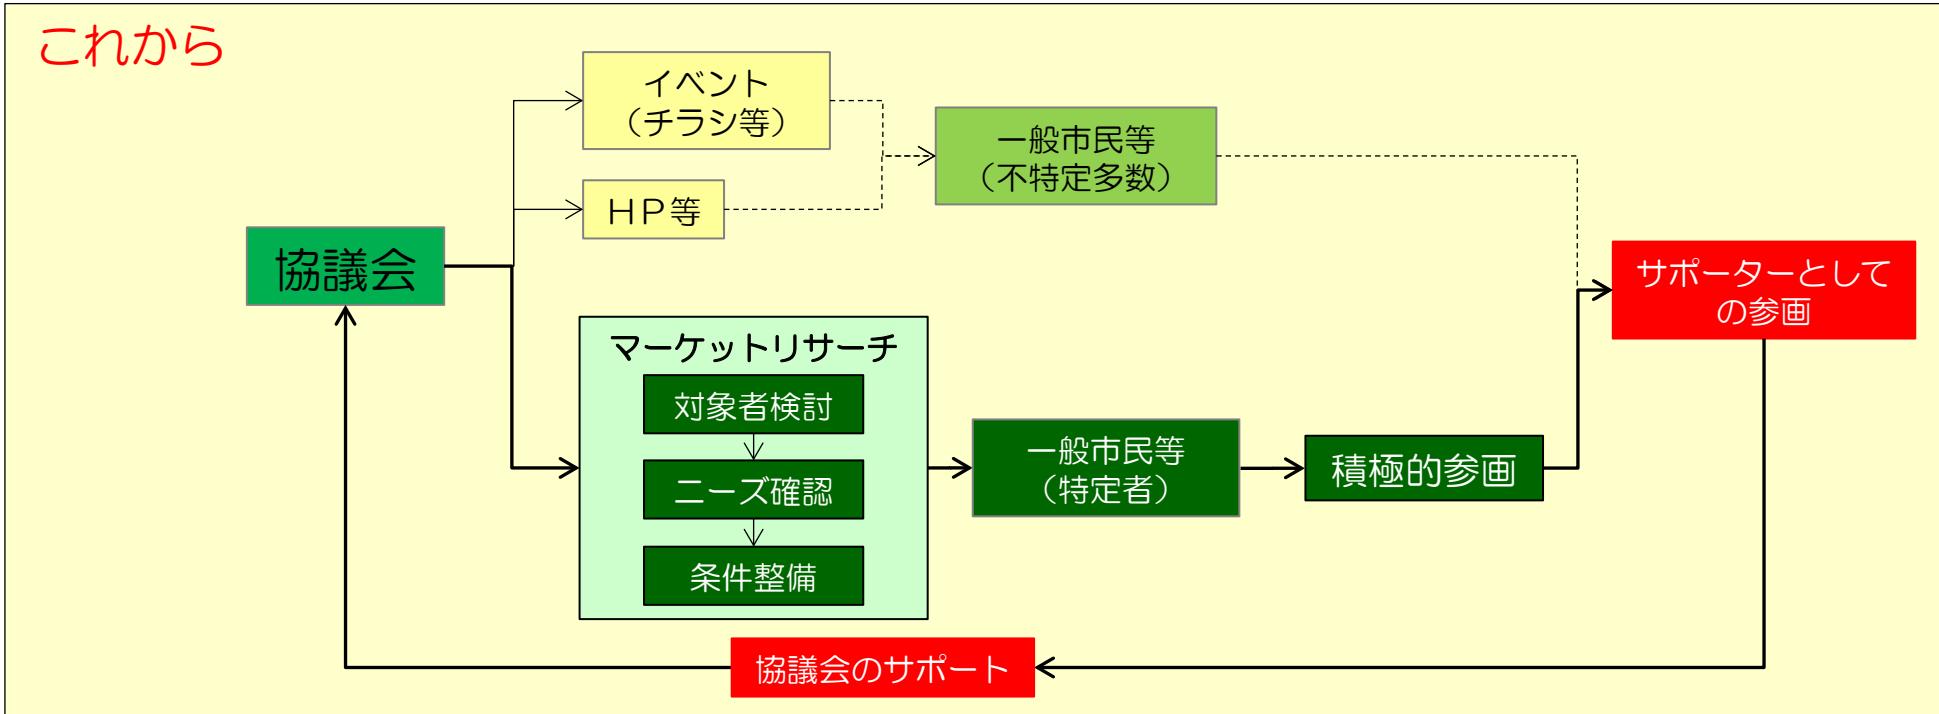 これから
イベント
(チラシ等)
HP等
一般市民等
(不特定多数)
協議会
サポーターとして
の参画
マーケットリサーチ
対象者検討
ニーズ確認
条件整備
一般市民等
(特定者)
積極的参画
協議会のサポート